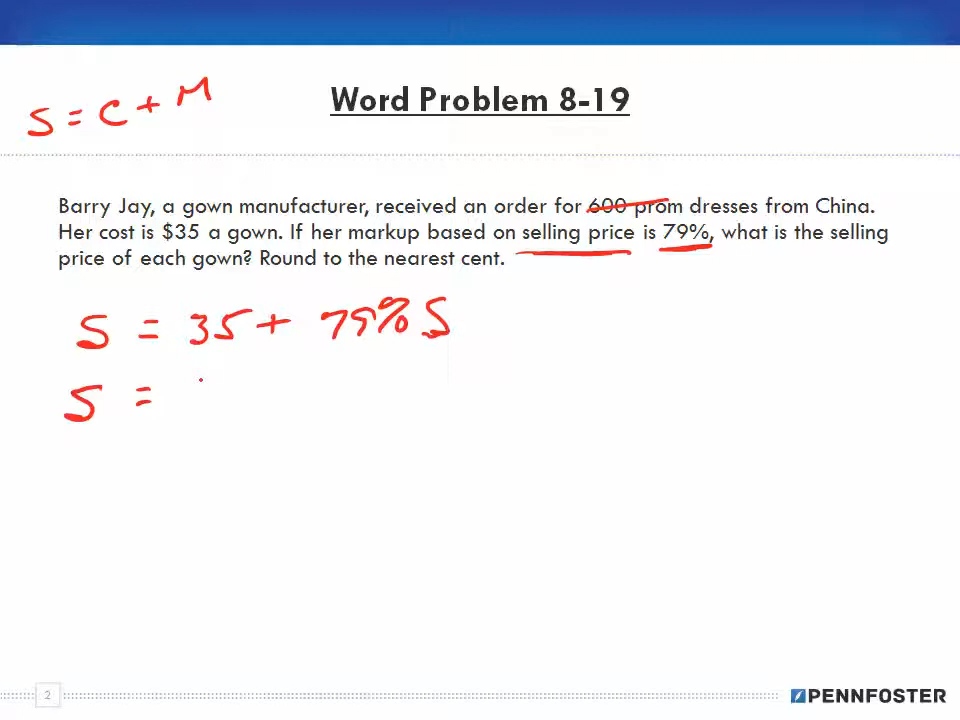 S = C + M
Word Problem 8-19
Barry Jay, a gown manufacturer, received an order for 600 prom dresses from China.
Her cost is $35 a gown. If her markup based on selling price is 79%, what is the selling
price of each gown? Round to the nearest cent.
S = 35 + 79% S
S =
2
PENNFOSTER